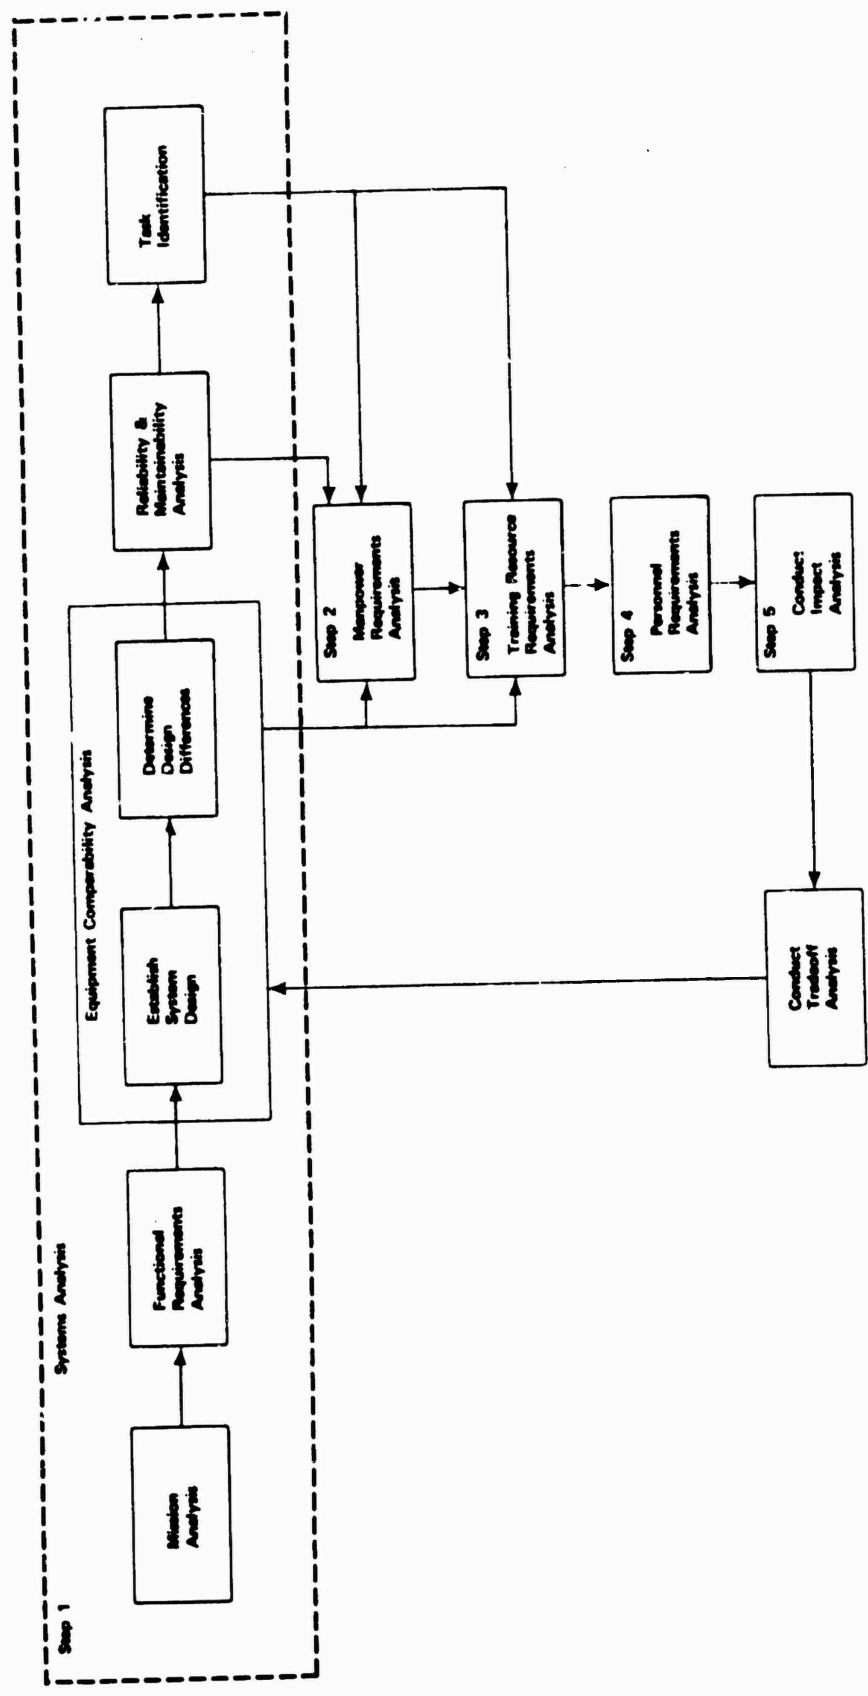 Step 1
Systems Analysis
Mission
Analysis
Functional
Requirements
Analysis
Equipment Comparability Analysis
Establish
System
Design
Determine
Design
Differences
Reliability &
Maintainability
Analysis
Task
Identification
Step 2
Manpower
Requirements
Analysis
Step 3
Training Resource
Requirements
Analysis
Step 4
Personnel
Requirements
Analysis
Step 5
Conduct
Impact
Analysis
Conduct
Tradeoff
Analysis